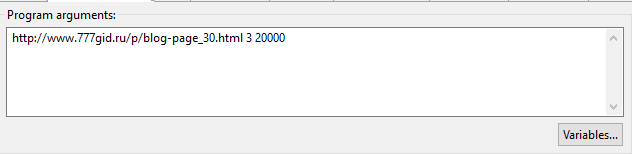 Program arguments:
http://www.777gid.ru/p/blog-page_30.html 3 20000
Variables...